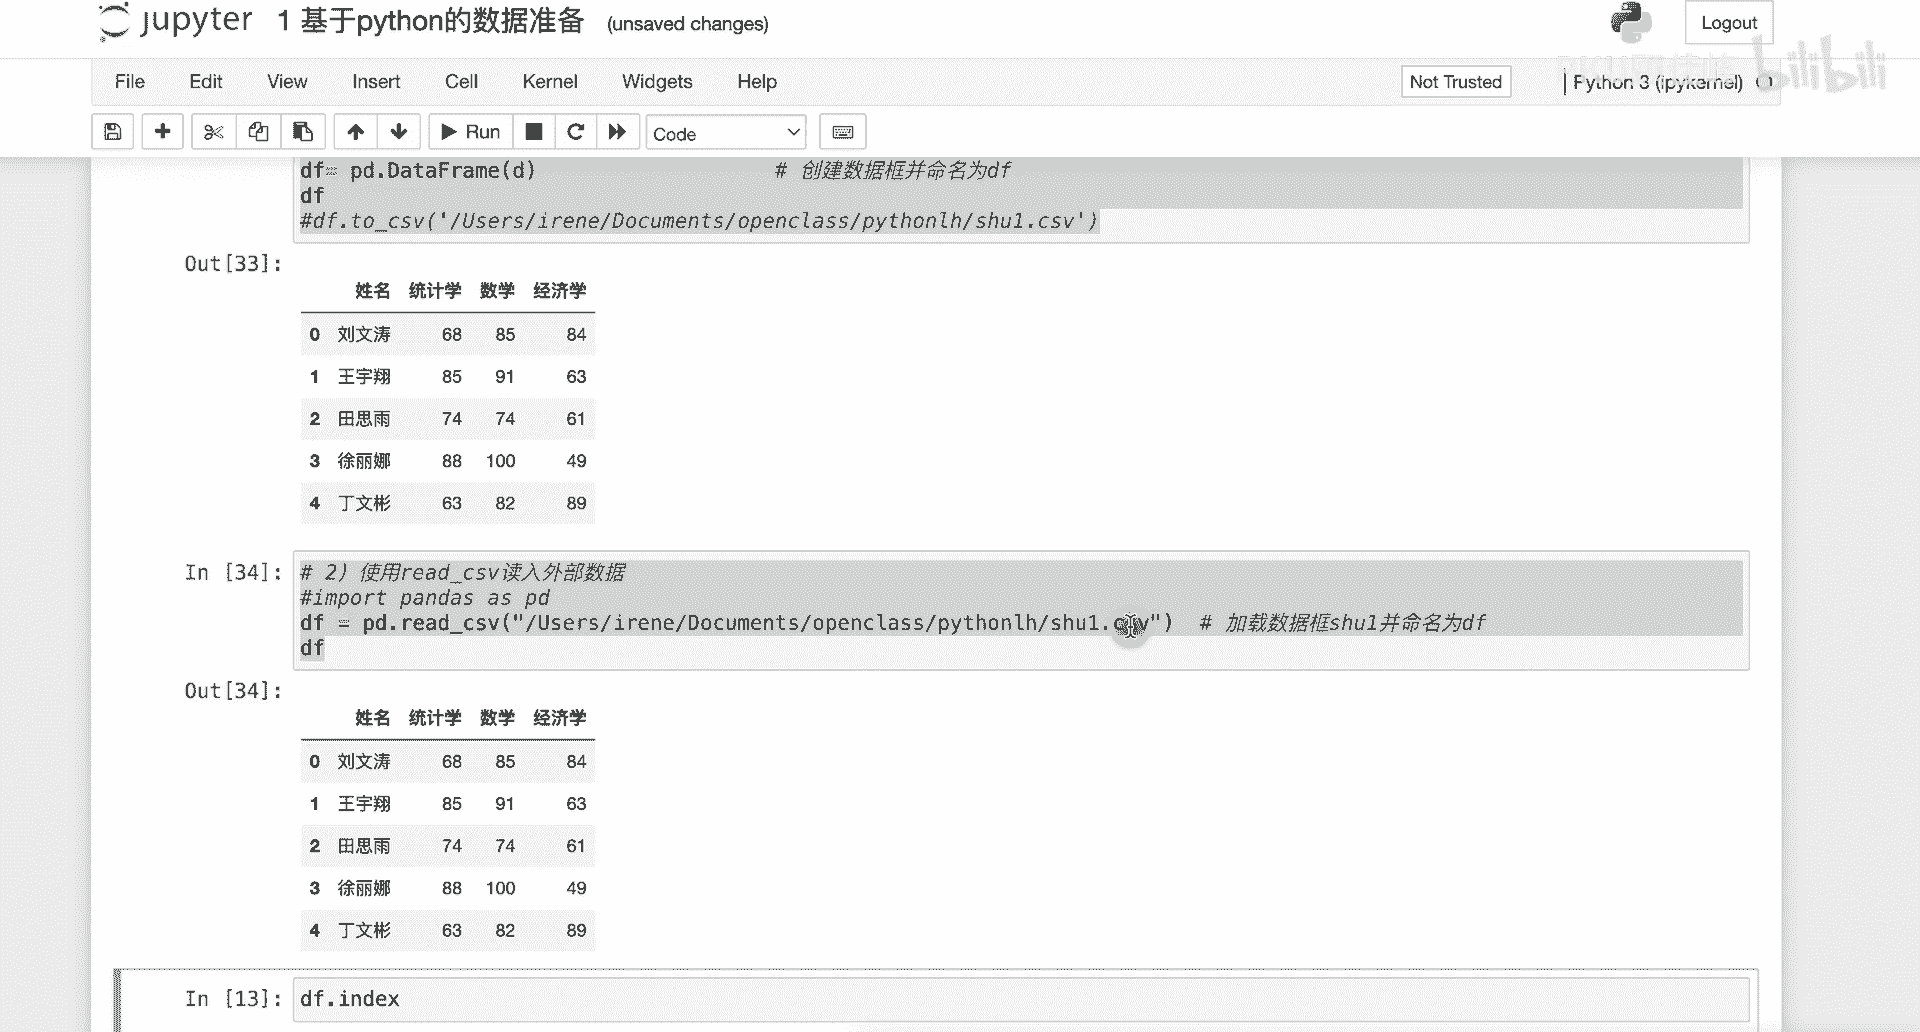 jupyter 1 基于python的数据准备 (unsaved changes)
Logout
bilibili
File Edit View Insert Cell Kernel Widgets Help
Not Trusted
Python 3 (ipykernel)
Run
Code
df= pd.DataFrame(d) # 创建数据框并命名为df
df
#df.to_csv('/Users/irene/Documents/openclass/pythonlh/shu1.csv')
Out[33]:
姓名 统计学 数学 经济学
0 刘文涛 68 85 84
1 王宇翔 85 91 63
2 田思雨 74 74 61
3 徐丽娜 88 100 49
4 丁文彬 63 82 89
In [34]:
# 2) 使用read_csv读入外部数据
#import pandas as pd
df = pd.read_csv("/Users/irene/Documents/openclass/pythonlh/shu1.csv") # 加载数据框shu1并命名为df
df
Out[34]:
姓名 统计学 数学 经济学
0 刘文涛 68 85 84
1 王宇翔 85 91 63
2 田思雨 74 74 61
3 徐丽娜 88 100 49
4 丁文彬 63 82 89
In [13]: df.index